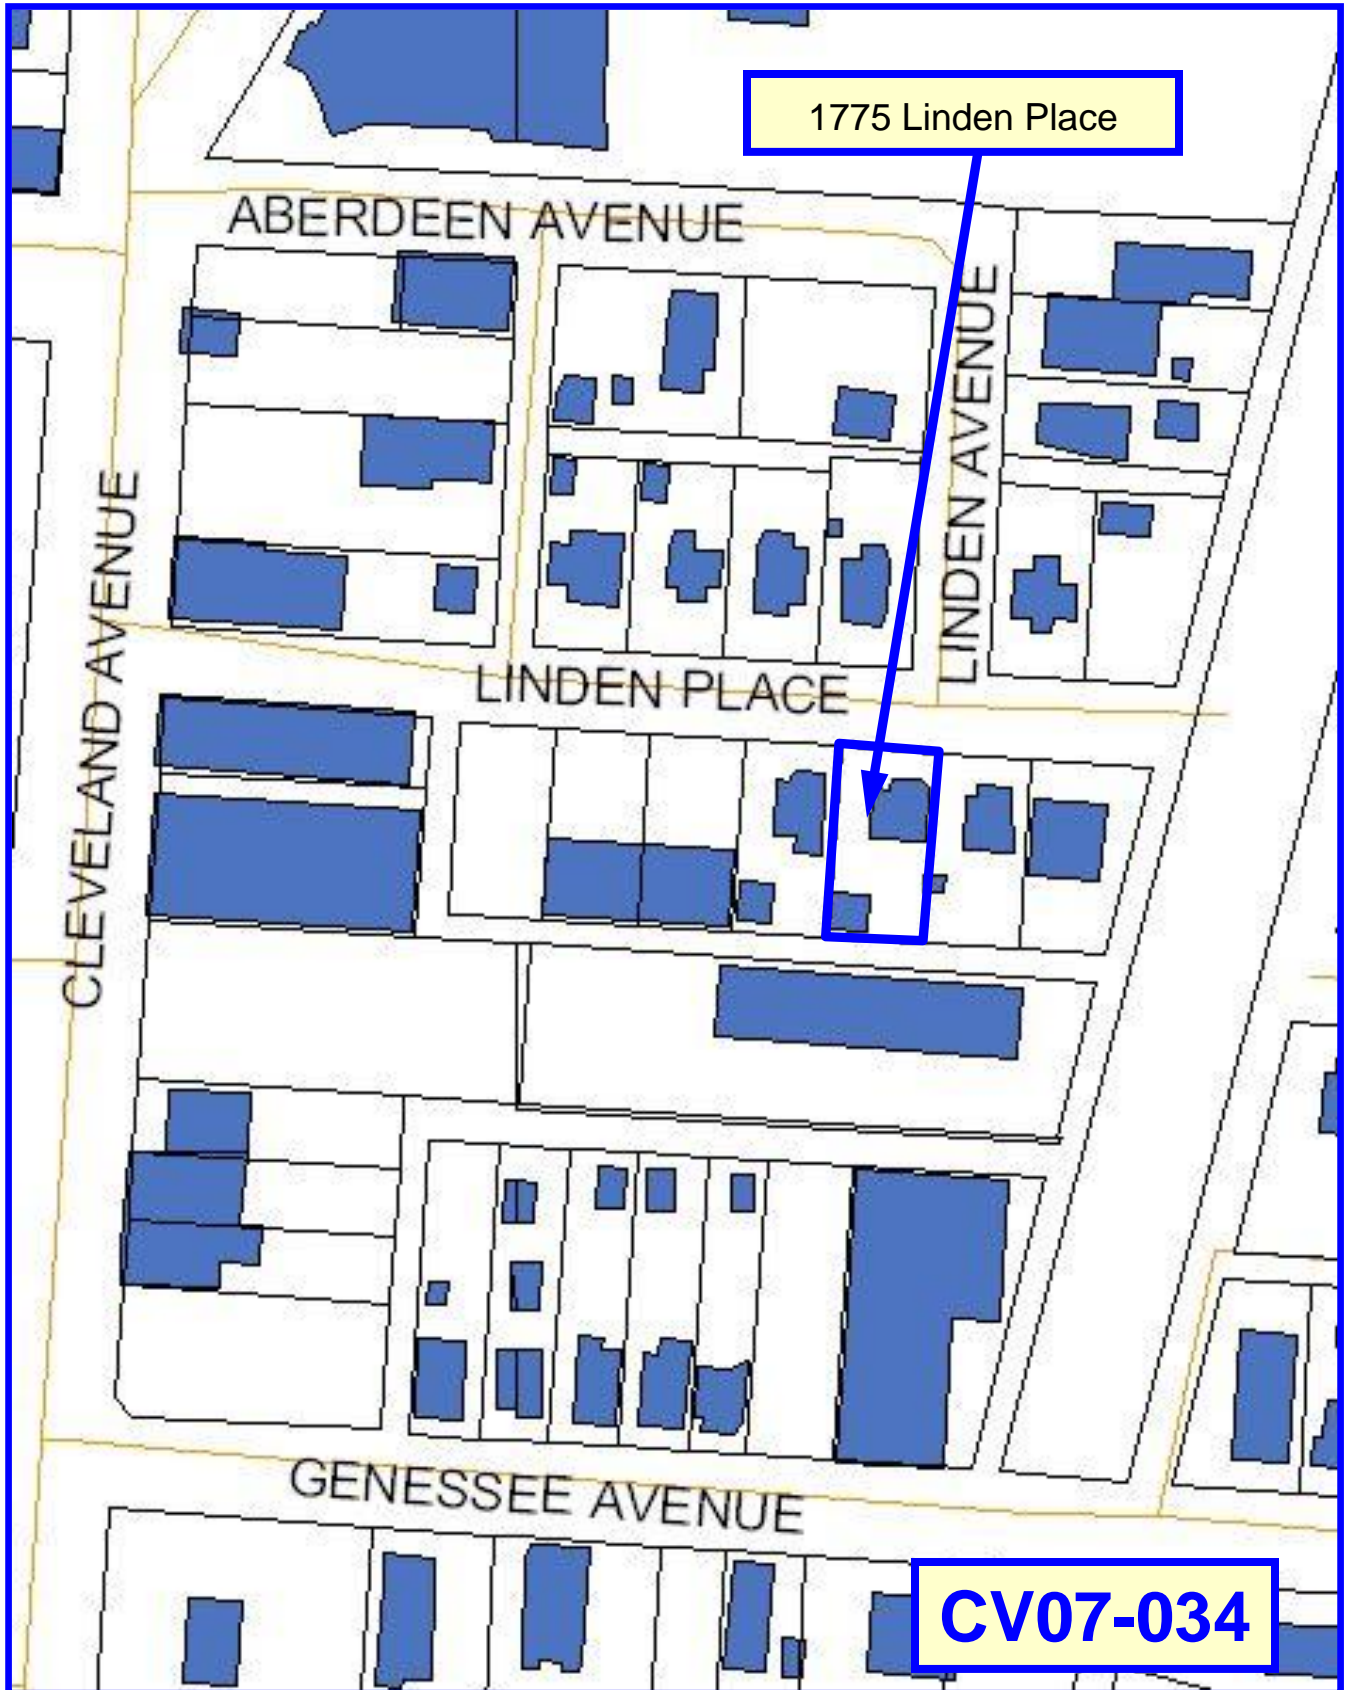 1775 Linden Place
ABERDEEN AVENUE
LINDEN AVENUE
CLEVELAND AVENUE
LINDEN PLACE
GENESSEE AVENUE
CV07-034